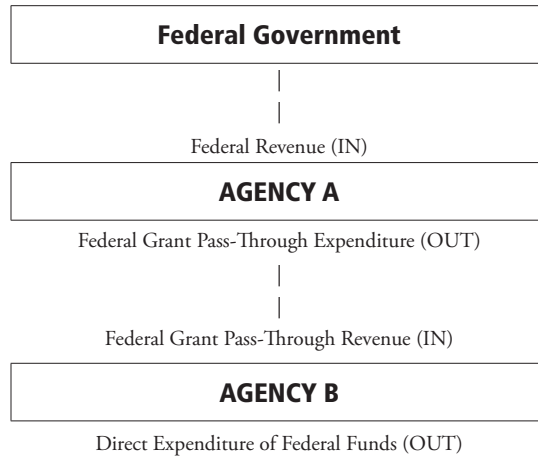 Federal Government
Federal Revenue (IN)
AGENCY A
Federal Grant Pass-Through Expenditure (OUT)
Federal Grant Pass-Through Revenue (IN)
AGENCY B
Direct Expenditure of Federal Funds (OUT)